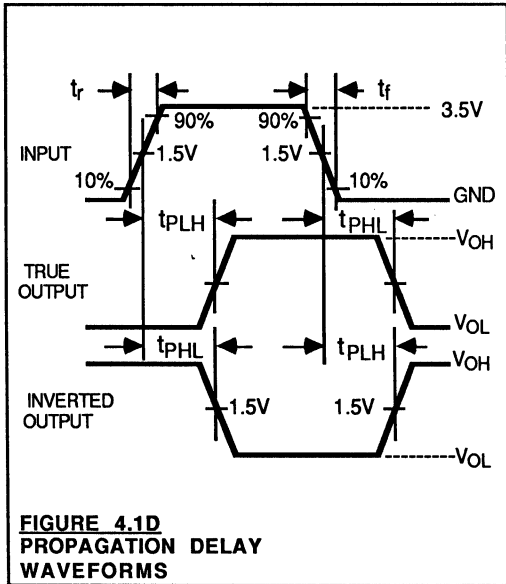 tr
tf
90%
90%
3.5V
INPUT
1.5V
1.5V
10%
10%
GND
tPLH
tPHL
VOH
TRUE
OUTPUT
VOL
tPHL
tPLH
VOH
INVERTED
OUTPUT
1.5V
1.5V
VOL
FIGURE 4.1D
PROPAGATION DELAY
WAVEFORMS